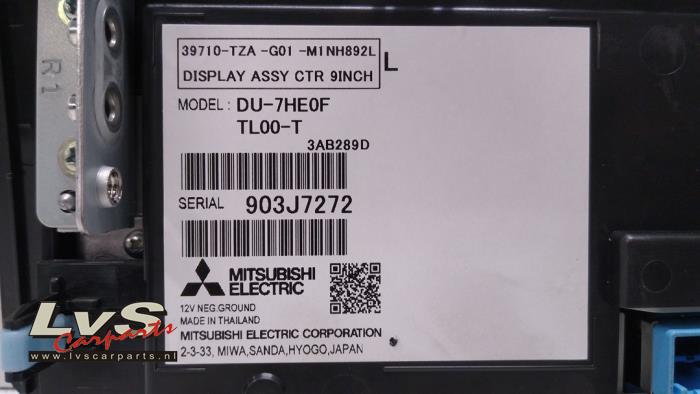 39710-TZA -G01 -M1 NH892L
DISPLAY ASSY CTR 9INCH
L
MODEL : DU-7HE0F
TL00-T
3AB289D
SERIAL 903J7272
MITSUBISHI
ELECTRIC
12V NEG.GROUND
MADE IN THAILAND
MITSUBISHI ELECTRIC CORPORATION
2-3-33, MIWA,SANDA,HYOGO,JAPAN
R1
LvS
Carparts
www.lvscarparts.nl